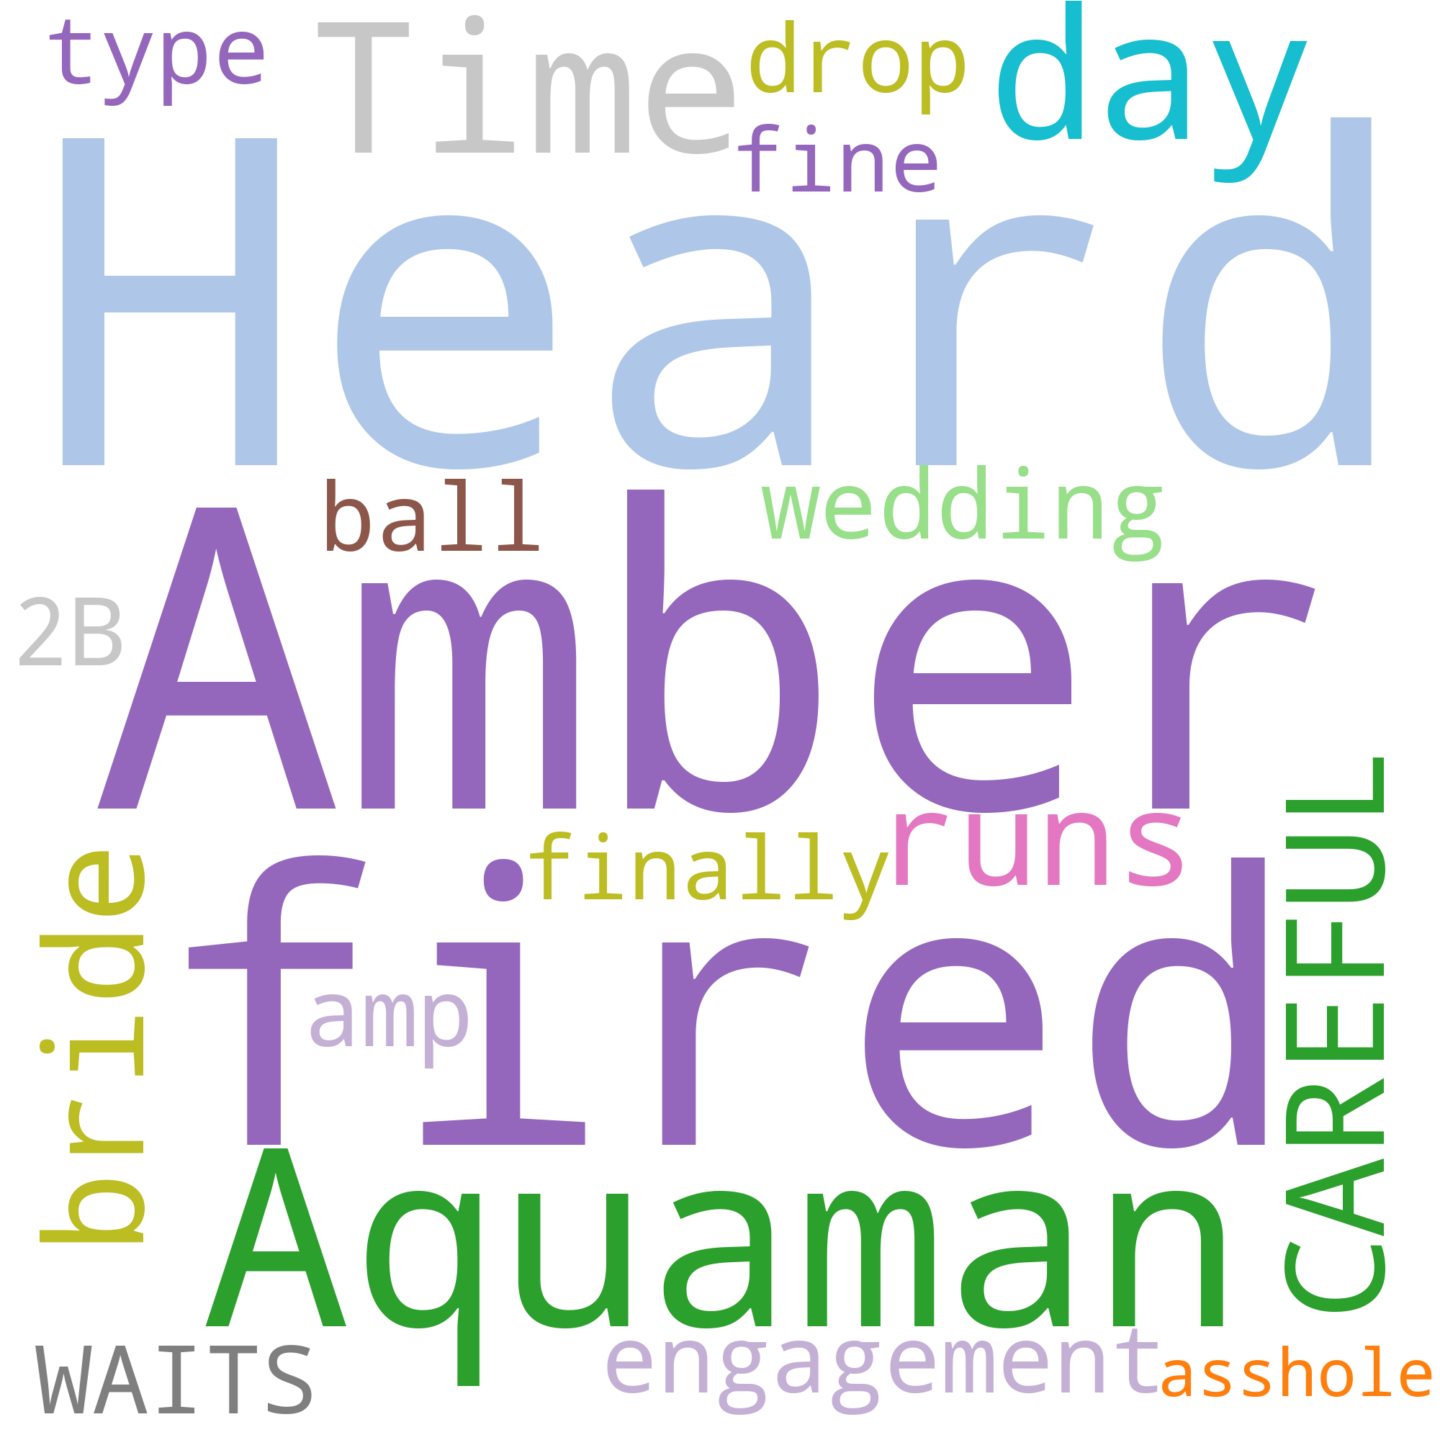 type
Time
drop
day
fine
Heard
ball
wedding
2B
Amber
finally
runs
CAREFUL
bride
fired
amp
Aquaman
WAITS
engagement
asshole